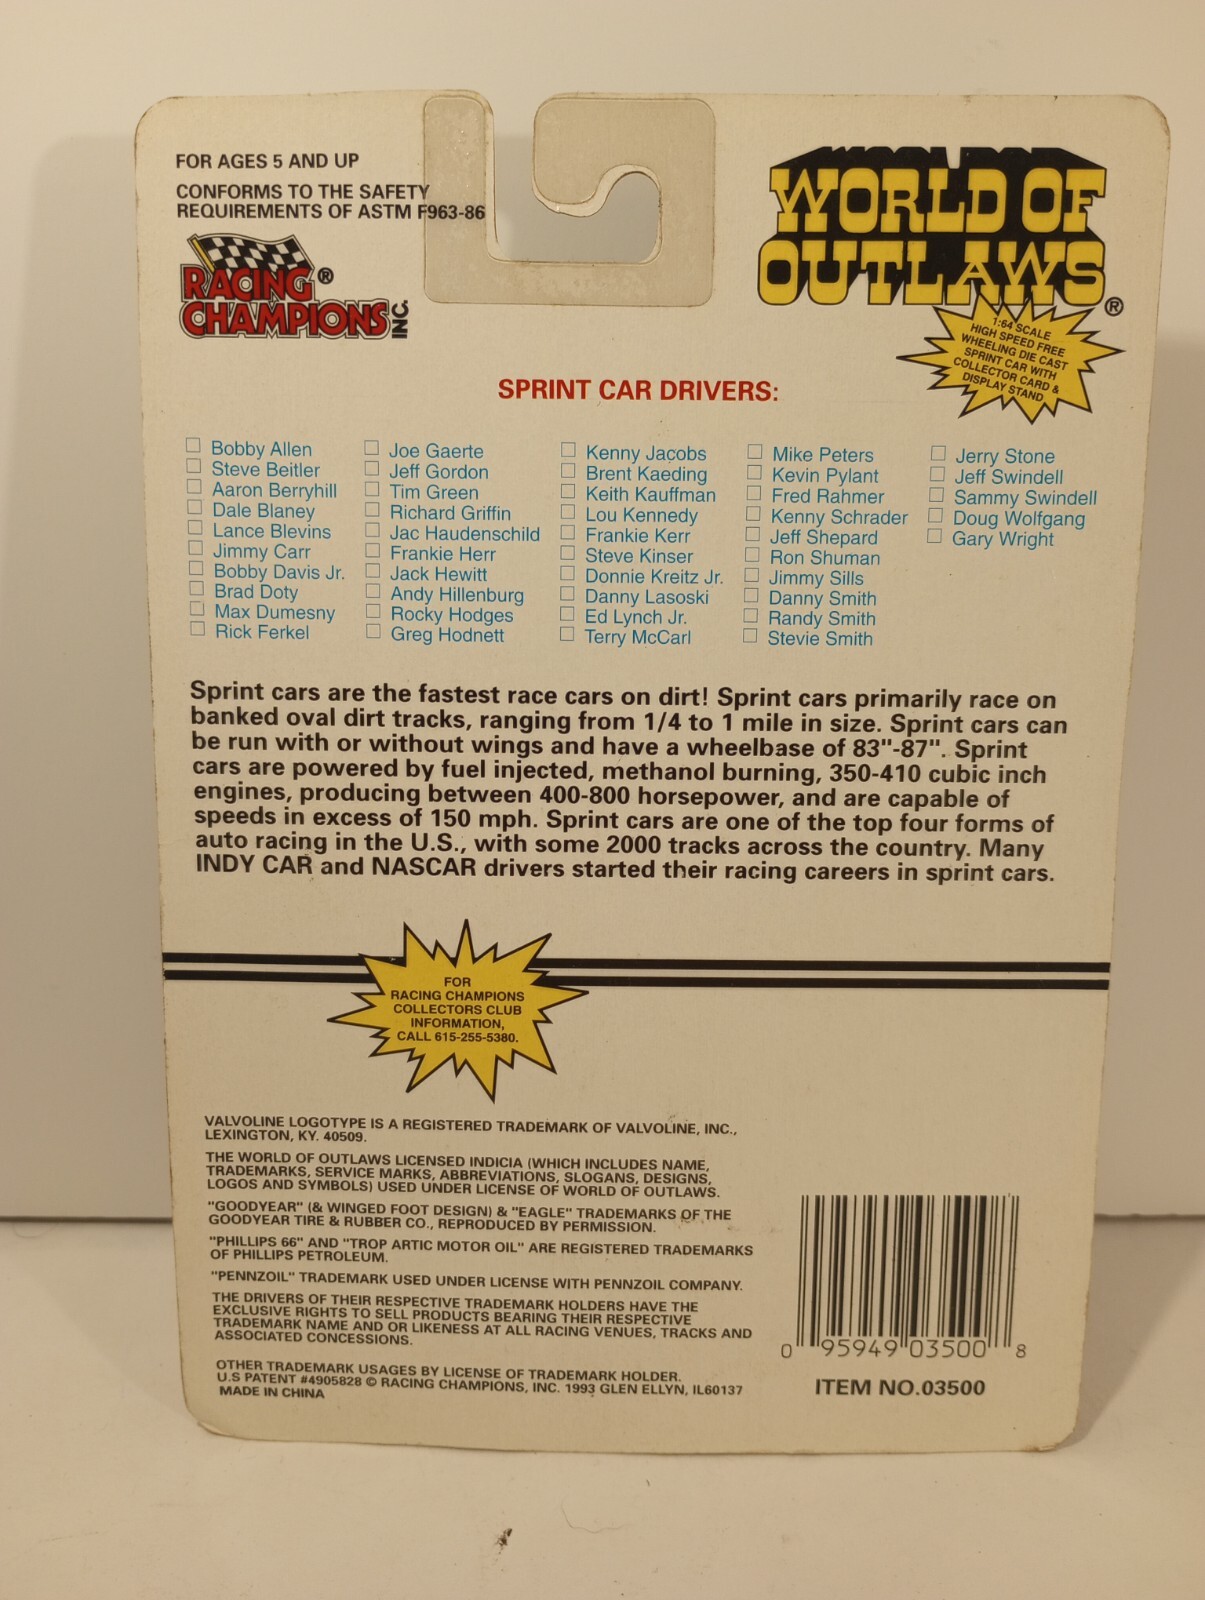 FOR AGES 5 AND UP
CONFORMS TO THE SAFETY
REQUIREMENTS OF ASTM F963-86
RACING ®
CHAMPIONS INC.
WORLD OF
OUTLAWS®
1:64 SCALE
HIGH SPEED FREE
WHEELING DIE CAST
SPRINT CAR WITH
COLLECTOR CARD &
DISPLAY STAND
SPRINT CAR DRIVERS:
Bobby Allen
Steve Beitler
Aaron Berryhill
Dale Blaney
Lance Blevins
Jimmy Carr
Bobby Davis Jr.
Brad Doty
Max Dumesny
Rick Ferkel
Joe Gaerte
Jeff Gordon
Tim Green
Richard Griffin
Jac Haudenschild
Frankie Herr
Jack Hewitt
Andy Hillenburg
Rocky Hodges
Greg Hodnett
Kenny Jacobs
Brent Kaeding
Keith Kauffman
Lou Kennedy
Frankie Kerr
Steve Kinser
Donnie Kreitz Jr.
Danny Lasoski
Ed Lynch Jr.
Terry McCarl
Mike Peters
Kevin Pylant
Fred Rahmer
Kenny Schrader
Jeff Shepard
Ron Shuman
Jimmy Sills
Danny Smith
Randy Smith
Stevie Smith
Jerry Stone
Jeff Swindell
Sammy Swindell
Doug Wolfgang
Gary Wright
Sprint cars are the fastest race cars on dirt! Sprint cars primarily race on
banked oval dirt tracks, ranging from 1/4 to 1 mile in size. Sprint cars can
be run with or without wings and have a wheelbase of 83"-87". Sprint
cars are powered by fuel injected, methanol burning, 350-410 cubic inch
engines, producing between 400-800 horsepower, and are capable of
speeds in excess of 150 mph. Sprint cars are one of the top four forms of
auto racing in the U.S., with some 2000 tracks across the country. Many
INDY CAR and NASCAR drivers started their racing careers in sprint cars.
FOR
RACING CHAMPIONS
COLLECTORS CLUB
INFORMATION,
CALL 615-255-5380.
VALVOLINE LOGOTYPE IS A REGISTERED TRADEMARK OF VALVOLINE, INC.,
LEXINGTON, KY. 40509.
THE WORLD OF OUTLAWS LICENSED INDICIA (WHICH INCLUDES NAME,
TRADEMARKS, SERVICE MARKS, ABBREVIATIONS, SLOGANS, DESIGNS,
LOGOS AND SYMBOLS) USED UNDER LICENSE OF WORLD OF OUTLAWS.
"GOODYEAR" (& WINGED FOOT DESIGN) & "EAGLE" TRADEMARKS OF THE
GOODYEAR TIRE & RUBBER CO., REPRODUCED BY PERMISSION.
"PHILLIPS 66" AND "TROP ARTIC MOTOR OIL" ARE REGISTERED TRADEMARKS
OF PHILLIPS PETROLEUM.
"PENNZOIL" TRADEMARK USED UNDER LICENSE WITH PENNZOIL COMPANY.
THE DRIVERS OF THEIR RESPECTIVE TRADEMARK HOLDERS HAVE THE
EXCLUSIVE RIGHTS TO SELL PRODUCTS BEARING THEIR RESPECTIVE
TRADEMARK NAME AND OR LIKENESS AT ALL RACING VENUES, TRACKS AND
ASSOCIATED CONCESSIONS.
OTHER TRADEMARK USAGES BY LICENSE OF TRADEMARK HOLDER.
U.S PATENT #4905828 © RACING CHAMPIONS, INC. 1993 GLEN ELLYN, IL60137
MADE IN CHINA
0 95949 03500 8
ITEM NO.03500